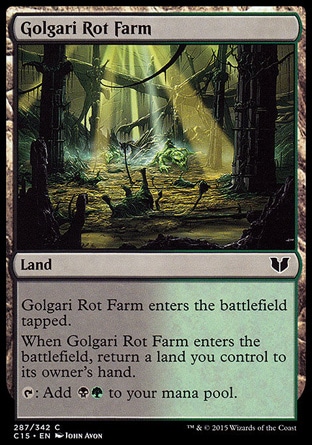 Golgari Rot Farm
Land
Golgari Rot Farm enters the battlefield
tapped.
When Golgari Rot Farm enters the
battlefield, return a land you control to
its owner's hand.
: Add to your mana pool.
287/342 C
C15 • EN John Avon
™ & © 2015 Wizards of the Coast